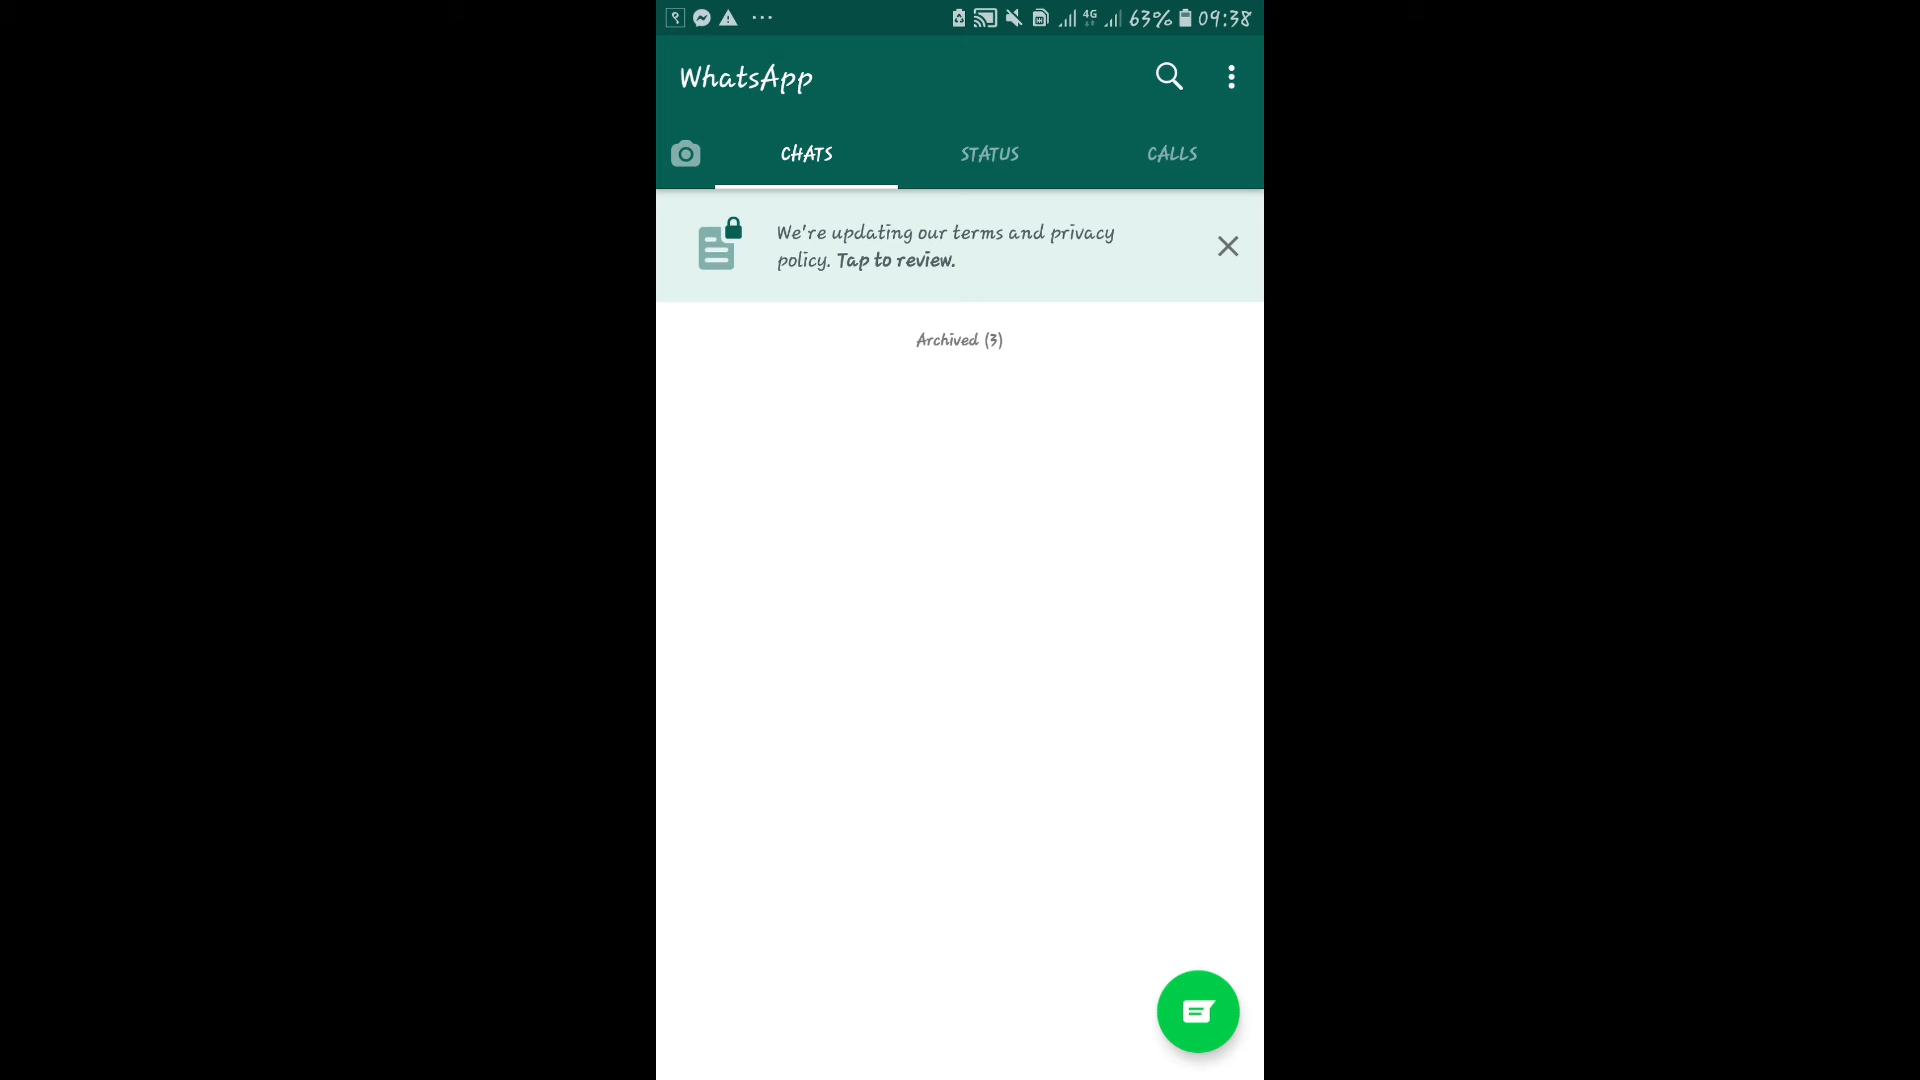 4G 63% 09:38
WhatsApp
CHATS STATUS CALLS
We're updating our terms and privacy
policy. Tap to review.
Archived (3)